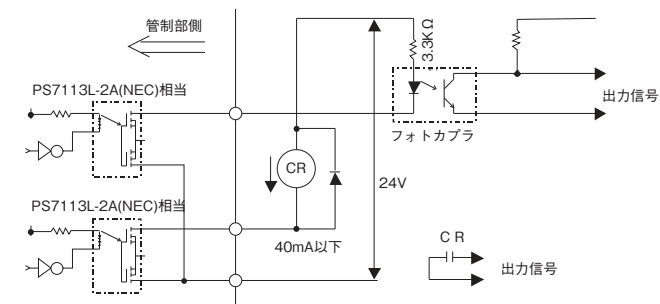 管制部側
3.3KΩ
PS7113L-2A(NEC)相当
出力信号
フォトカプラ
CR
24V
PS7113L-2A(NEC)相当
40mA以下
C R
出力信号